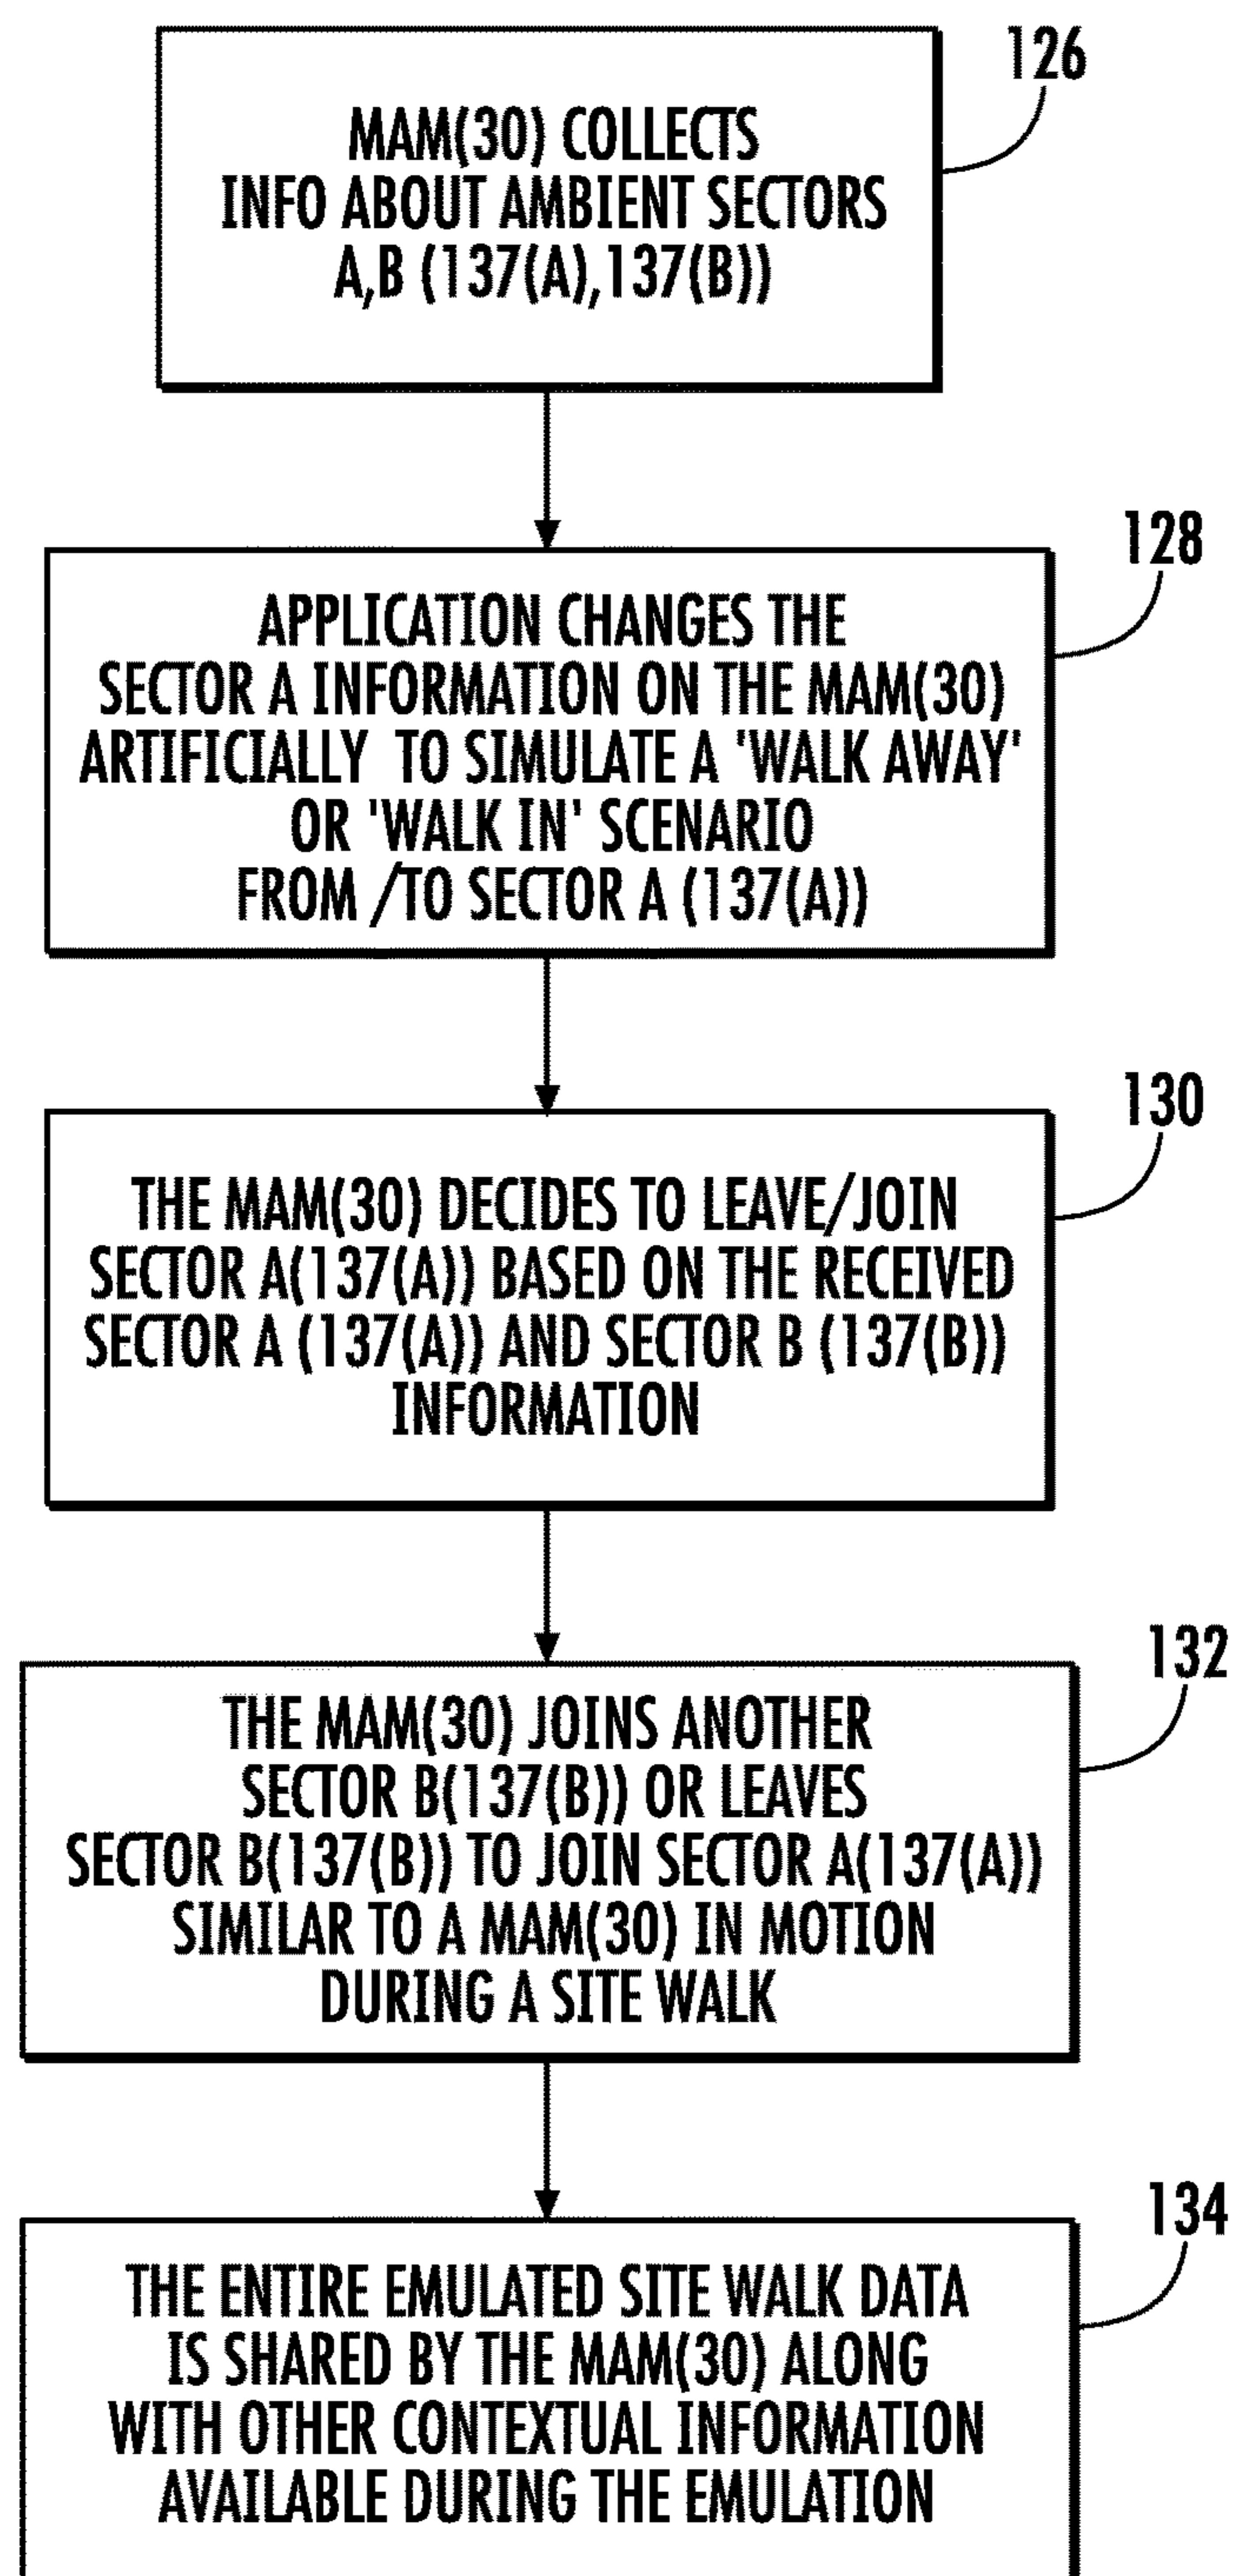 126
MAM(30) COLLECTS
INFO ABOUT AMBIENT SECTORS
A,B (137(A),137(B))
128
APPLICATION CHANGES THE
SECTOR A INFORMATION ON THE MAM(30)
ARTIFICIALLY TO SIMULATE A 'WALK AWAY'
OR 'WALK IN' SCENARIO
FROM /TO SECTOR A (137(A))
130
THE MAM(30) DECIDES TO LEAVE/JOIN
SECTOR A(137(A)) BASED ON THE RECEIVED
SECTOR A (137(A)) AND SECTOR B (137(B))
INFORMATION
132
THE MAM(30) JOINS ANOTHER
SECTOR B(137(B)) OR LEAVES
SECTOR B(137(B)) TO JOIN SECTOR A(137(A))
SIMILAR TO A MAM(30) IN MOTION
DURING A SITE WALK
134
THE ENTIRE EMULATED SITE WALK DATA
IS SHARED BY THE MAM(30) ALONG
WITH OTHER CONTEXTUAL INFORMATION
AVAILABLE DURING THE EMULATION